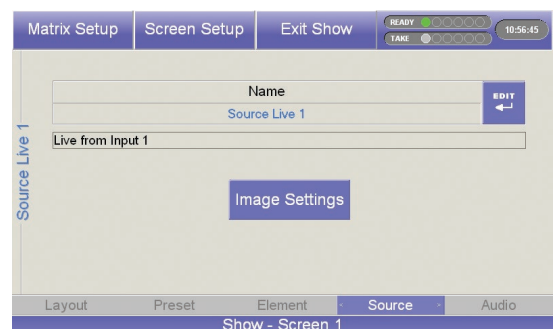 Matrix Setup Screen Setup Exit Show READY 10:56:45
TAKE
Name
EDIT
Source Live 1
Live from Input 1
Source Live 1
Image Settings
Layout Preset Element Source Audio
Show - Screen 1